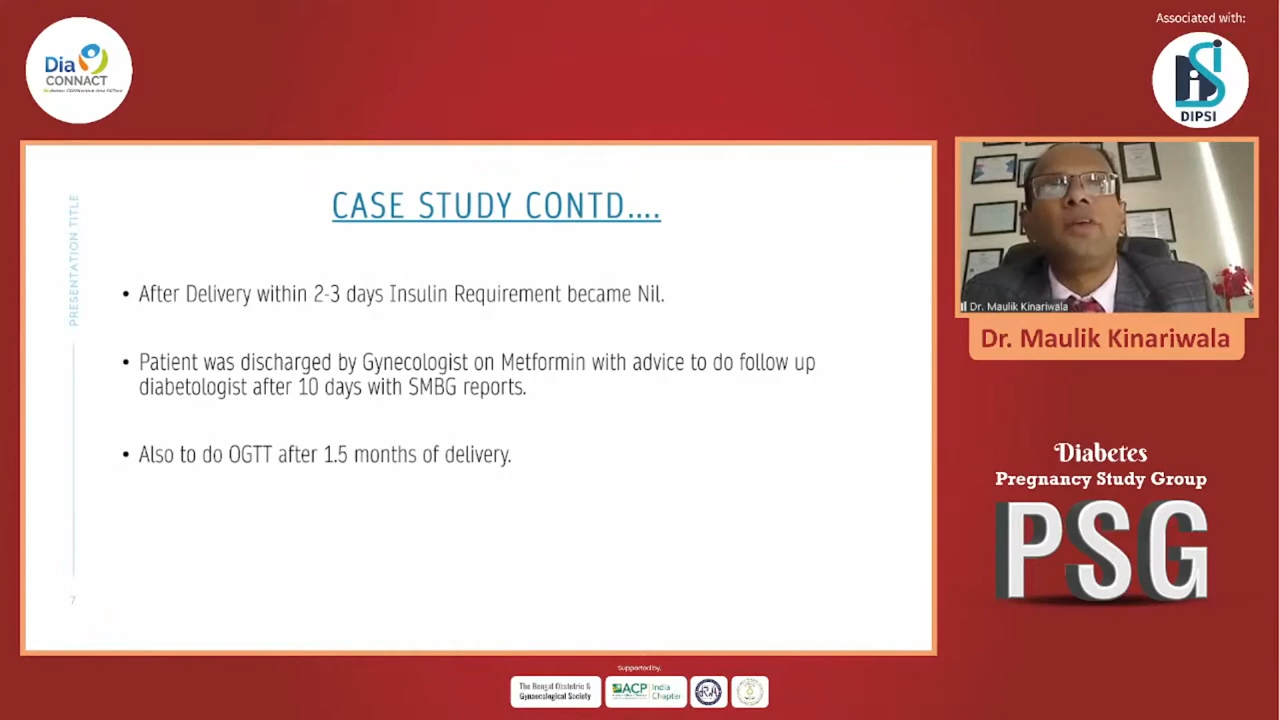 Dia
CONNACT
Associated with:
DiPSi
DIPSI
PRESENTATION TITLE
CASE STUDY CONTD....
• After Delivery within 2-3 days Insulin Requirement became Nil.
• Patient was discharged by Gynecologist on Metformin with advice to do follow up
diabetologist after 10 days with SMBG reports.
• Also to do OGTT after 1.5 months of delivery.
7
Dr. Maulik Kinariwala
Dr. Maulik Kinariwala
Diabetes
Pregnancy Study Group
PSG
Supported by:
The Bengal Obstetric &
Gynaecological Society
ACP
India
Chapter